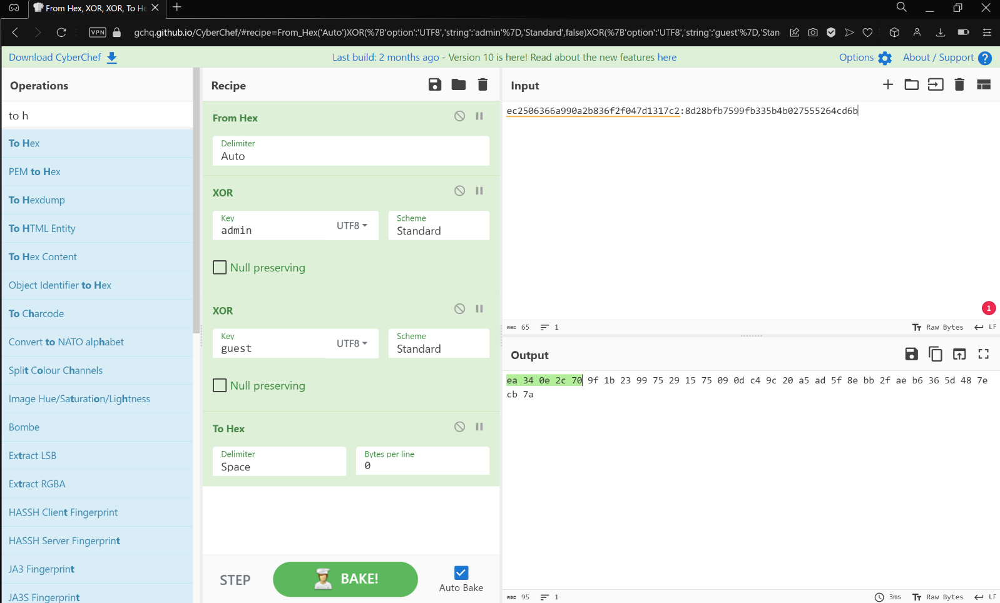 From Hex, XOR, XOR, To He
VPN
gchq.github.io/CyberChef/#recipe=From_Hex('Auto')XOR(%7B'option':'UTF8','string':'admin'%7D,'Standard',false)XOR(%7B'option':'UTF8','string':'guest'%7D,'Stan
Download CyberChef
Last build: 2 months ago - Version 10 is here! Read about the new features here
Options
About / Support
Operations
to h
To Hex
PEM to Hex
To Hexdump
To HTML Entity
To Hex Content
Object Identifier to Hex
To Charcode
Convert to NATO alphabet
Split Colour Channels
Image Hue/Saturation/Lightness
Bombe
Extract LSB
Extract RGBA
HASSH Client Fingerprint
HASSH Server Fingerprint
JA3 Fingerprint
JA3S Fingerprint
Recipe
From Hex
Delimiter
Auto
XOR
Key
admin
UTF8
Scheme
Standard
Null preserving
XOR
Key
guest
UTF8
Scheme
Standard
Null preserving
To Hex
Delimiter
Space
Bytes per line
0
STEP
BAKE!
Auto Bake
Input
ec2506366a990a2b836f2f047d1317c2:8d28bfb7599fb335b4b027555264cd6b
1
ABC 65
1
Tт Raw Bytes
LF
Output
ea 34 0e 2c 70 9f 1b 23 99 75 29 15 75 09 0d c4 9c 20 a5 ad 5f 8e bb 2f ae b6 36 5d 48 7e
cb 7a
ABC 95
1
3ms
Tт Raw Bytes
LF